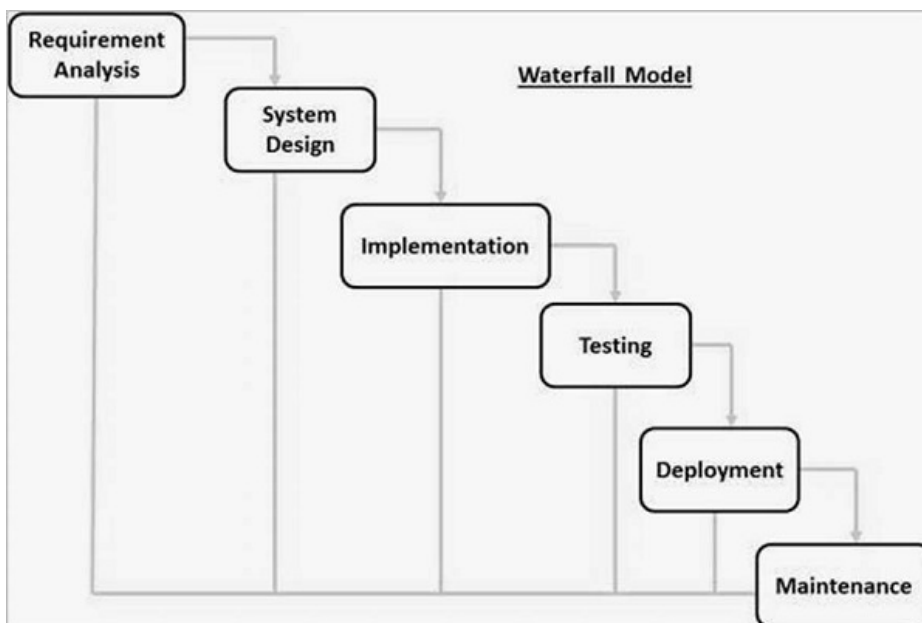 Requirement
Analysis
Waterfall Model
System
Design
Implementation
Testing
Deployment
Maintenance